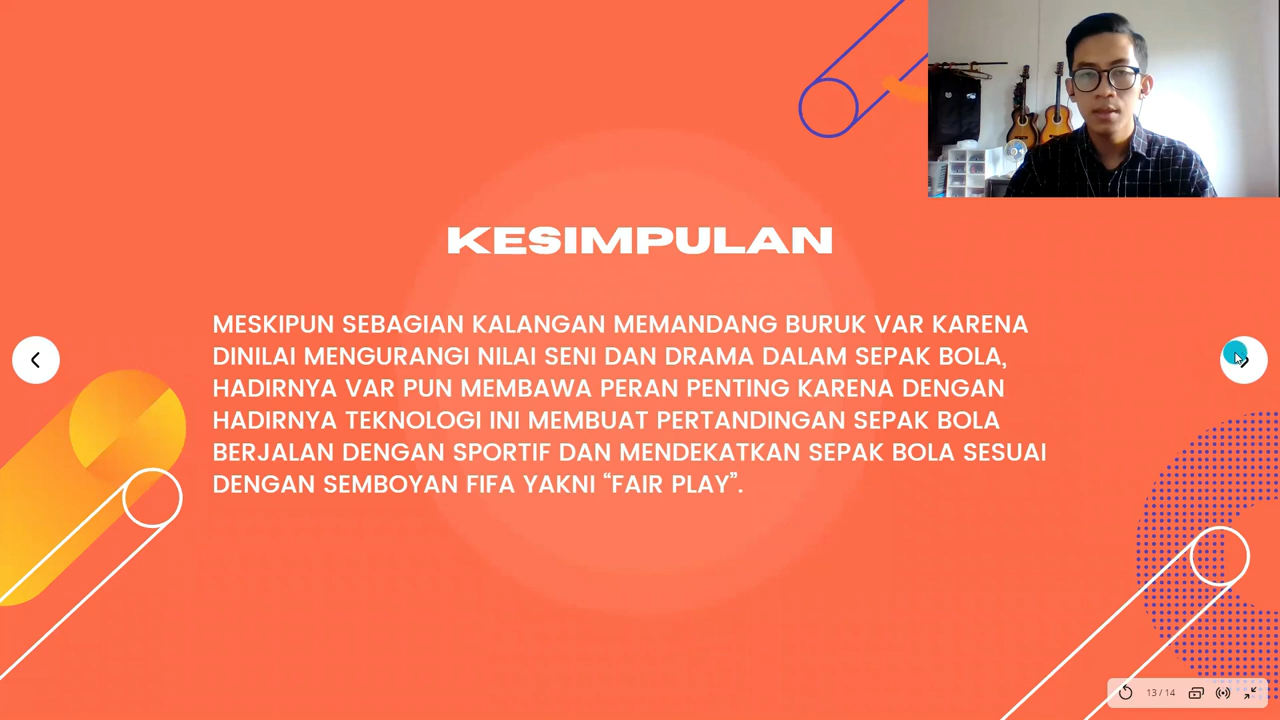 KESIMPULAN
MESKIPUN SEBAGIAN KALANGAN MEMANDANG BURUK VAR KARENA
DINILAI MENGURANGI NILAI SENI DAN DRAMA DALAM SEPAK BOLA,
HADIRNYA VAR PUN MEMBAWA PERAN PENTING KARENA DENGAN
HADIRNYA TEKNOLOGI INI MEMBUAT PERTANDINGAN SEPAK BOLA
BERJALAN DENGAN SPORTIF DAN MENDEKATKAN SEPAK BOLA SESUAI
DENGAN SEMBOYAN FIFA YAKNI “FAIR PLAY”.
13 / 14